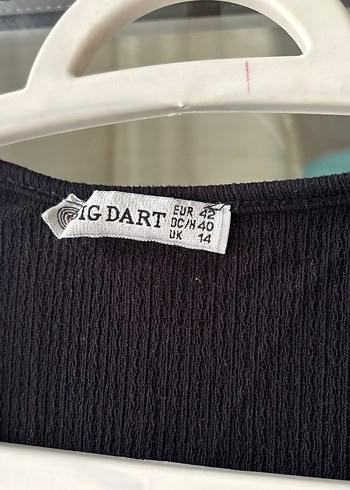 IG DART
EUR 42
DC/H 40
UK 14